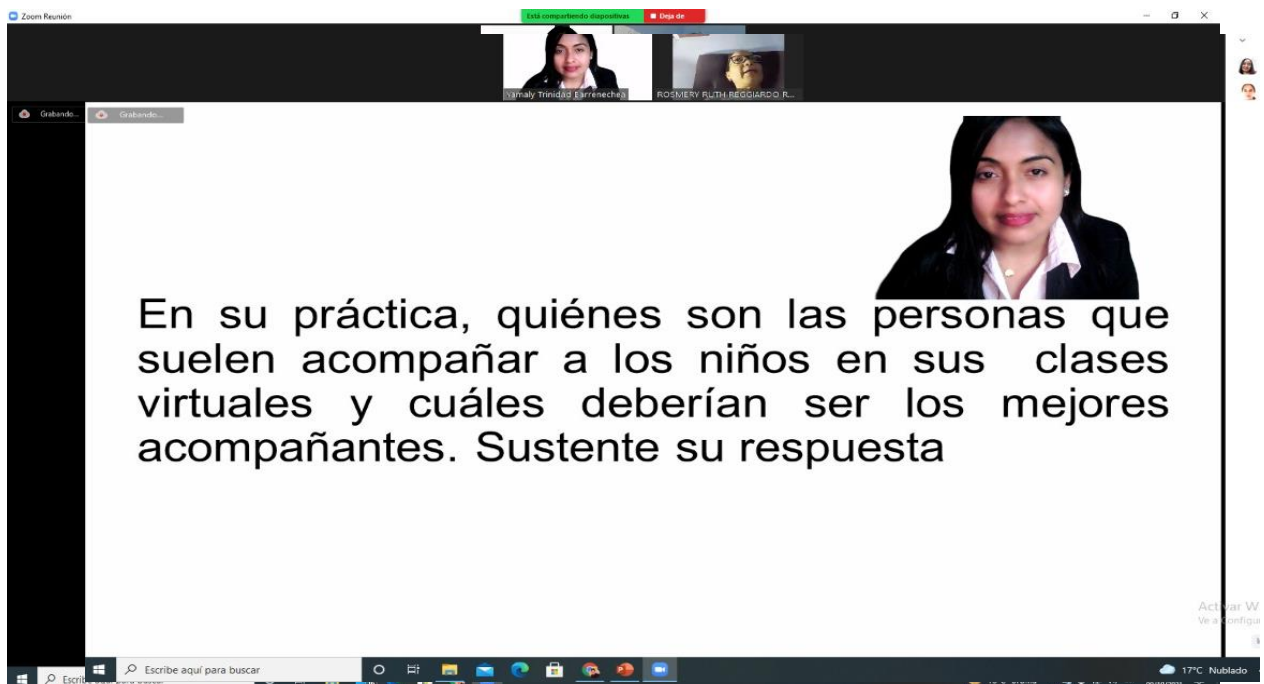 Zoom Reunión
Está compartiendo diapositivas
Deja de
Yamaly Trinidad Barrenechea
ROSMERY RUTH REGGIARDO R...
Grabando...
Grabando...
En su práctica, quiénes son las personas que
suelen acompañar a los niños en sus clases
virtuales y cuáles deberían ser los mejores
acompañantes. Sustente su respuesta
Activar W
Ve a Configu
Escribe aquí para buscar
17°C Nublado
Escrib